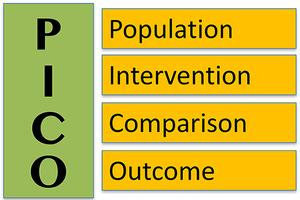 P Population
I Intervention
C Comparison
O Outcome